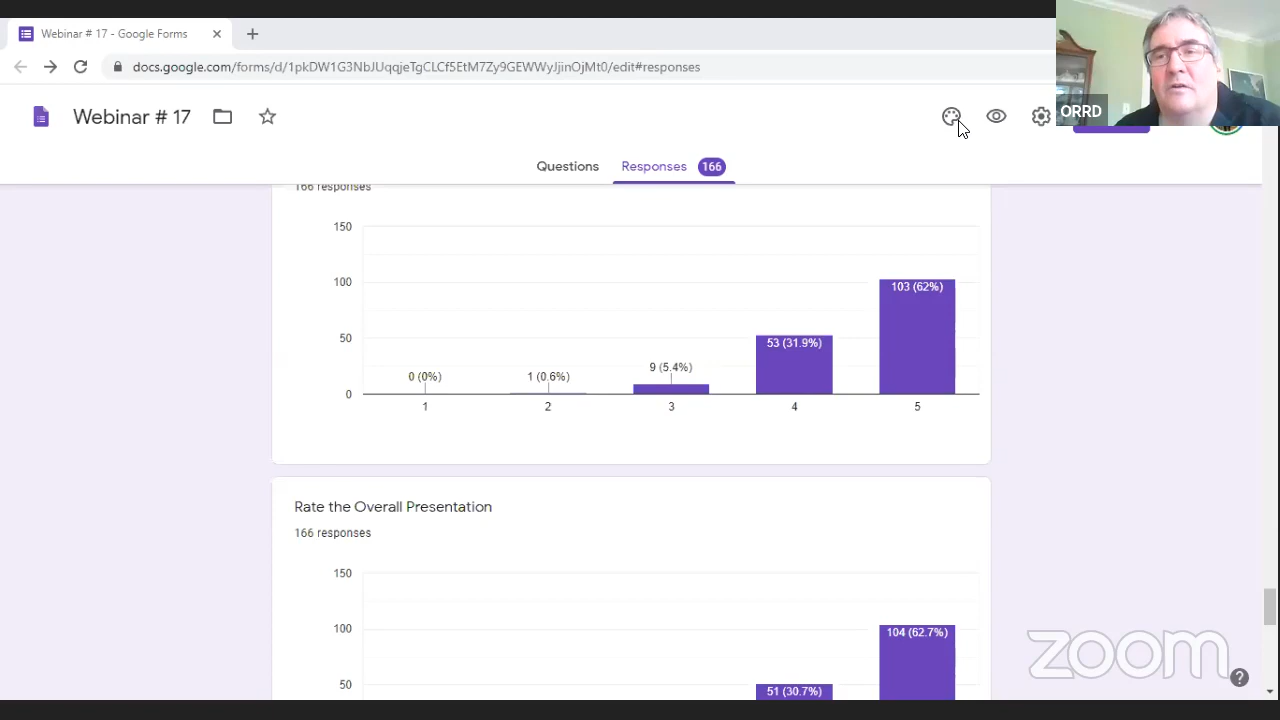 Webinar # 17 - Google Forms
docs.google.com/forms/d/1pkDW1G3NbJUqqjeTgCLCf5EtM7Zy9GEWWyJjinOjMt0/edit#responses
Webinar # 17
ORRD
Questions
Responses 166
166 responses
150
100
50
0
0 (0%)
1 (0.6%)
9 (5.4%)
53 (31.9%)
103 (62%)
1 2 3 4 5
Rate the Overall Presentation
166 responses
150
100
50
51 (30.7%)
104 (62.7%)
zoom